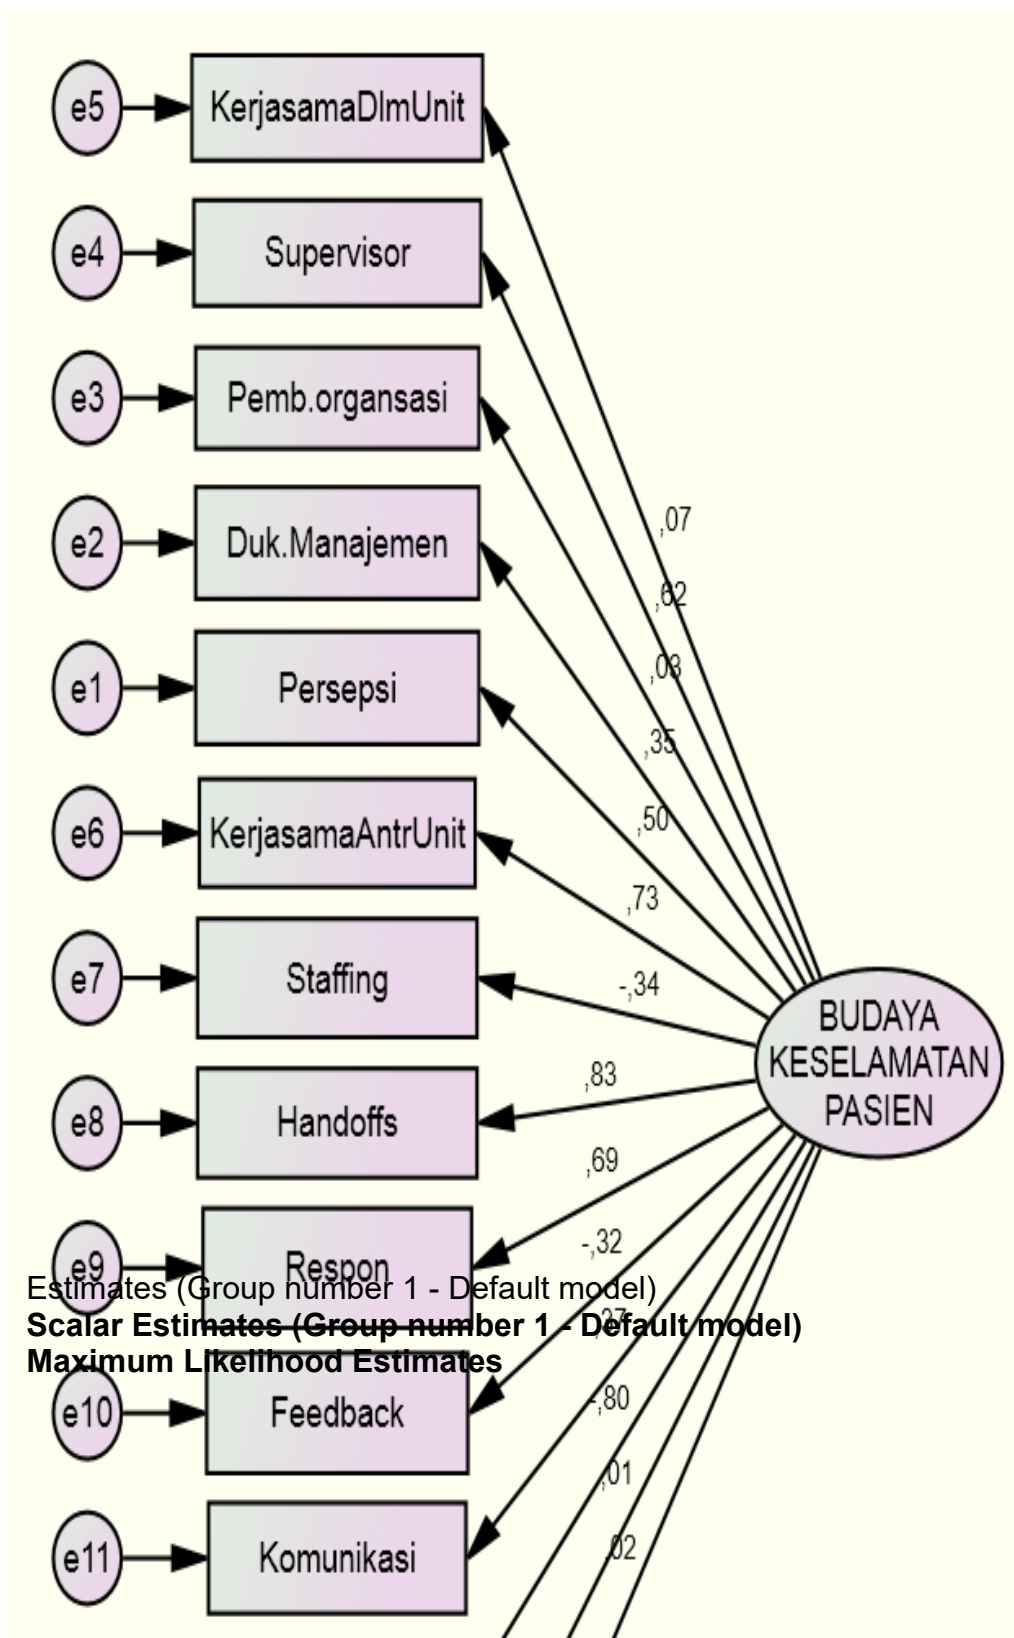 e5
KerjasamaDlmUnit
e4
Supervisor
e3
Pemb.organsasi
e2
Duk.Manajemen
,07
,62
e1
Persepsi
,03
,35
e6
KerjasamaAntrUnit
,50
,73
e7
Staffing
-,34
BUDAYA
KESELAMATAN
PASIEN
e8
Handoffs
,83
,69
e9
Respon
-,32
Estimates (Group number 1 - Default model)
,37
Scalar Estimates (Group number 1 - Default model)
Maximum Likelihood Estimates
e10
Feedback
-,80
,01
e11
Komunikasi
,02